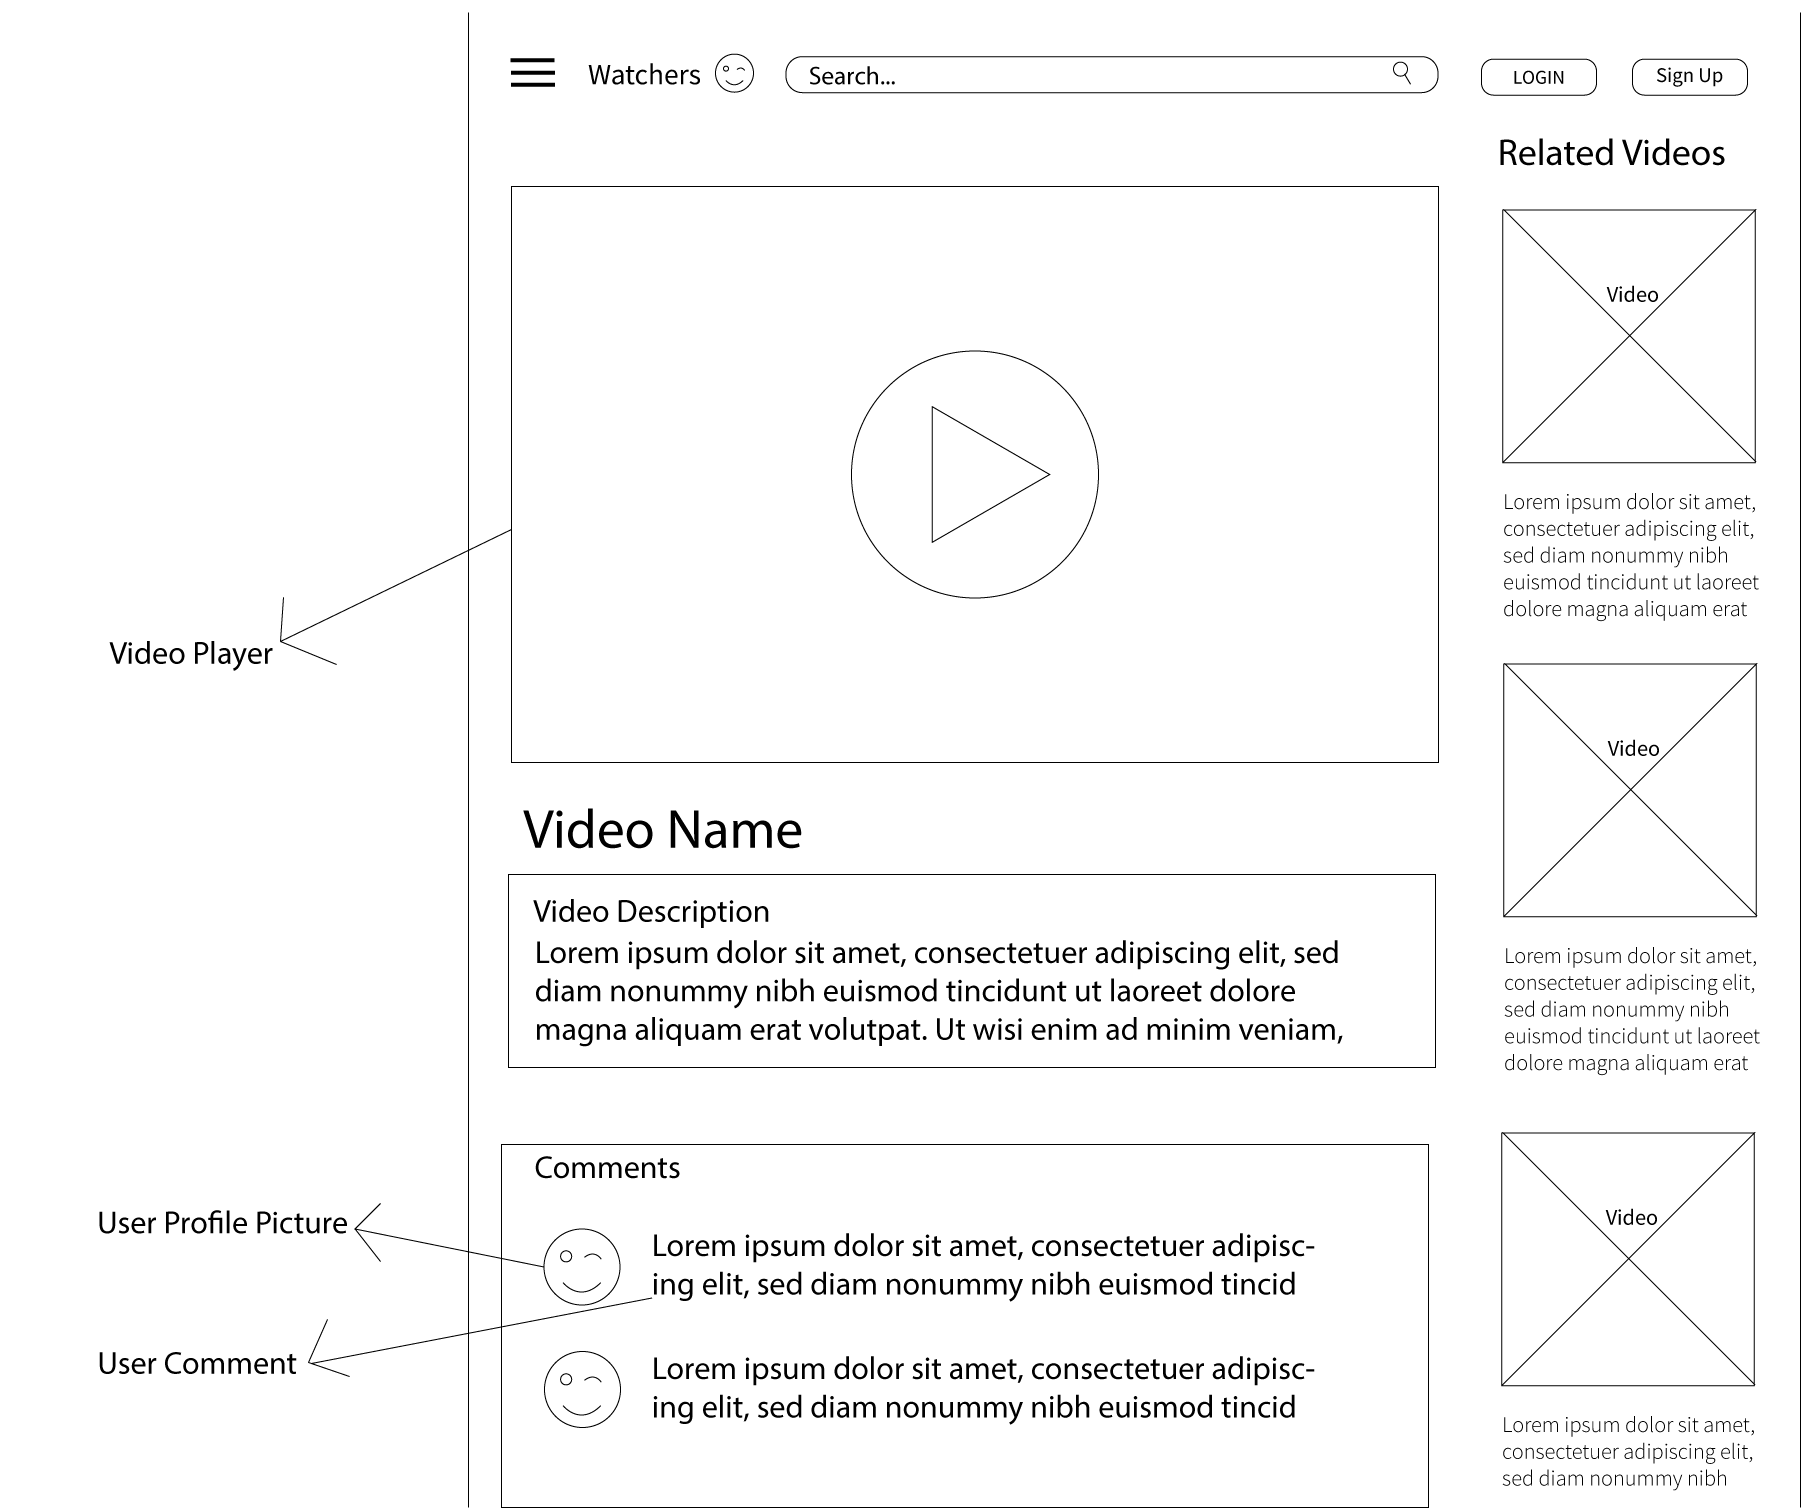 Watchers
Search...
LOGIN
Sign Up
Related Videos
Video
Lorem ipsum dolor sit amet,
consectetuer adipiscing elit,
sed diam nonummy nibh
euismod tincidunt ut laoreet
dolore magna aliquam erat
Video Player
Video
Video Name
Video Description
Lorem ipsum dolor sit amet, consectetuer adipiscing elit, sed
diam nonummy nibh euismod tincidunt ut laoreet dolore
magna aliquam erat volutpat. Ut wisi enim ad minim veniam,
Lorem ipsum dolor sit amet,
consectetuer adipiscing elit,
sed diam nonummy nibh
euismod tincidunt ut laoreet
dolore magna aliquam erat
Comments
User Profile Picture
Lorem ipsum dolor sit amet, consectetuer adipisc-
ing elit, sed diam nonummy nibh euismod tincid
User Comment
Lorem ipsum dolor sit amet, consectetuer adipisc-
ing elit, sed diam nonummy nibh euismod tincid
Video
Lorem ipsum dolor sit amet,
consectetuer adipiscing elit,
sed diam nonummy nibh